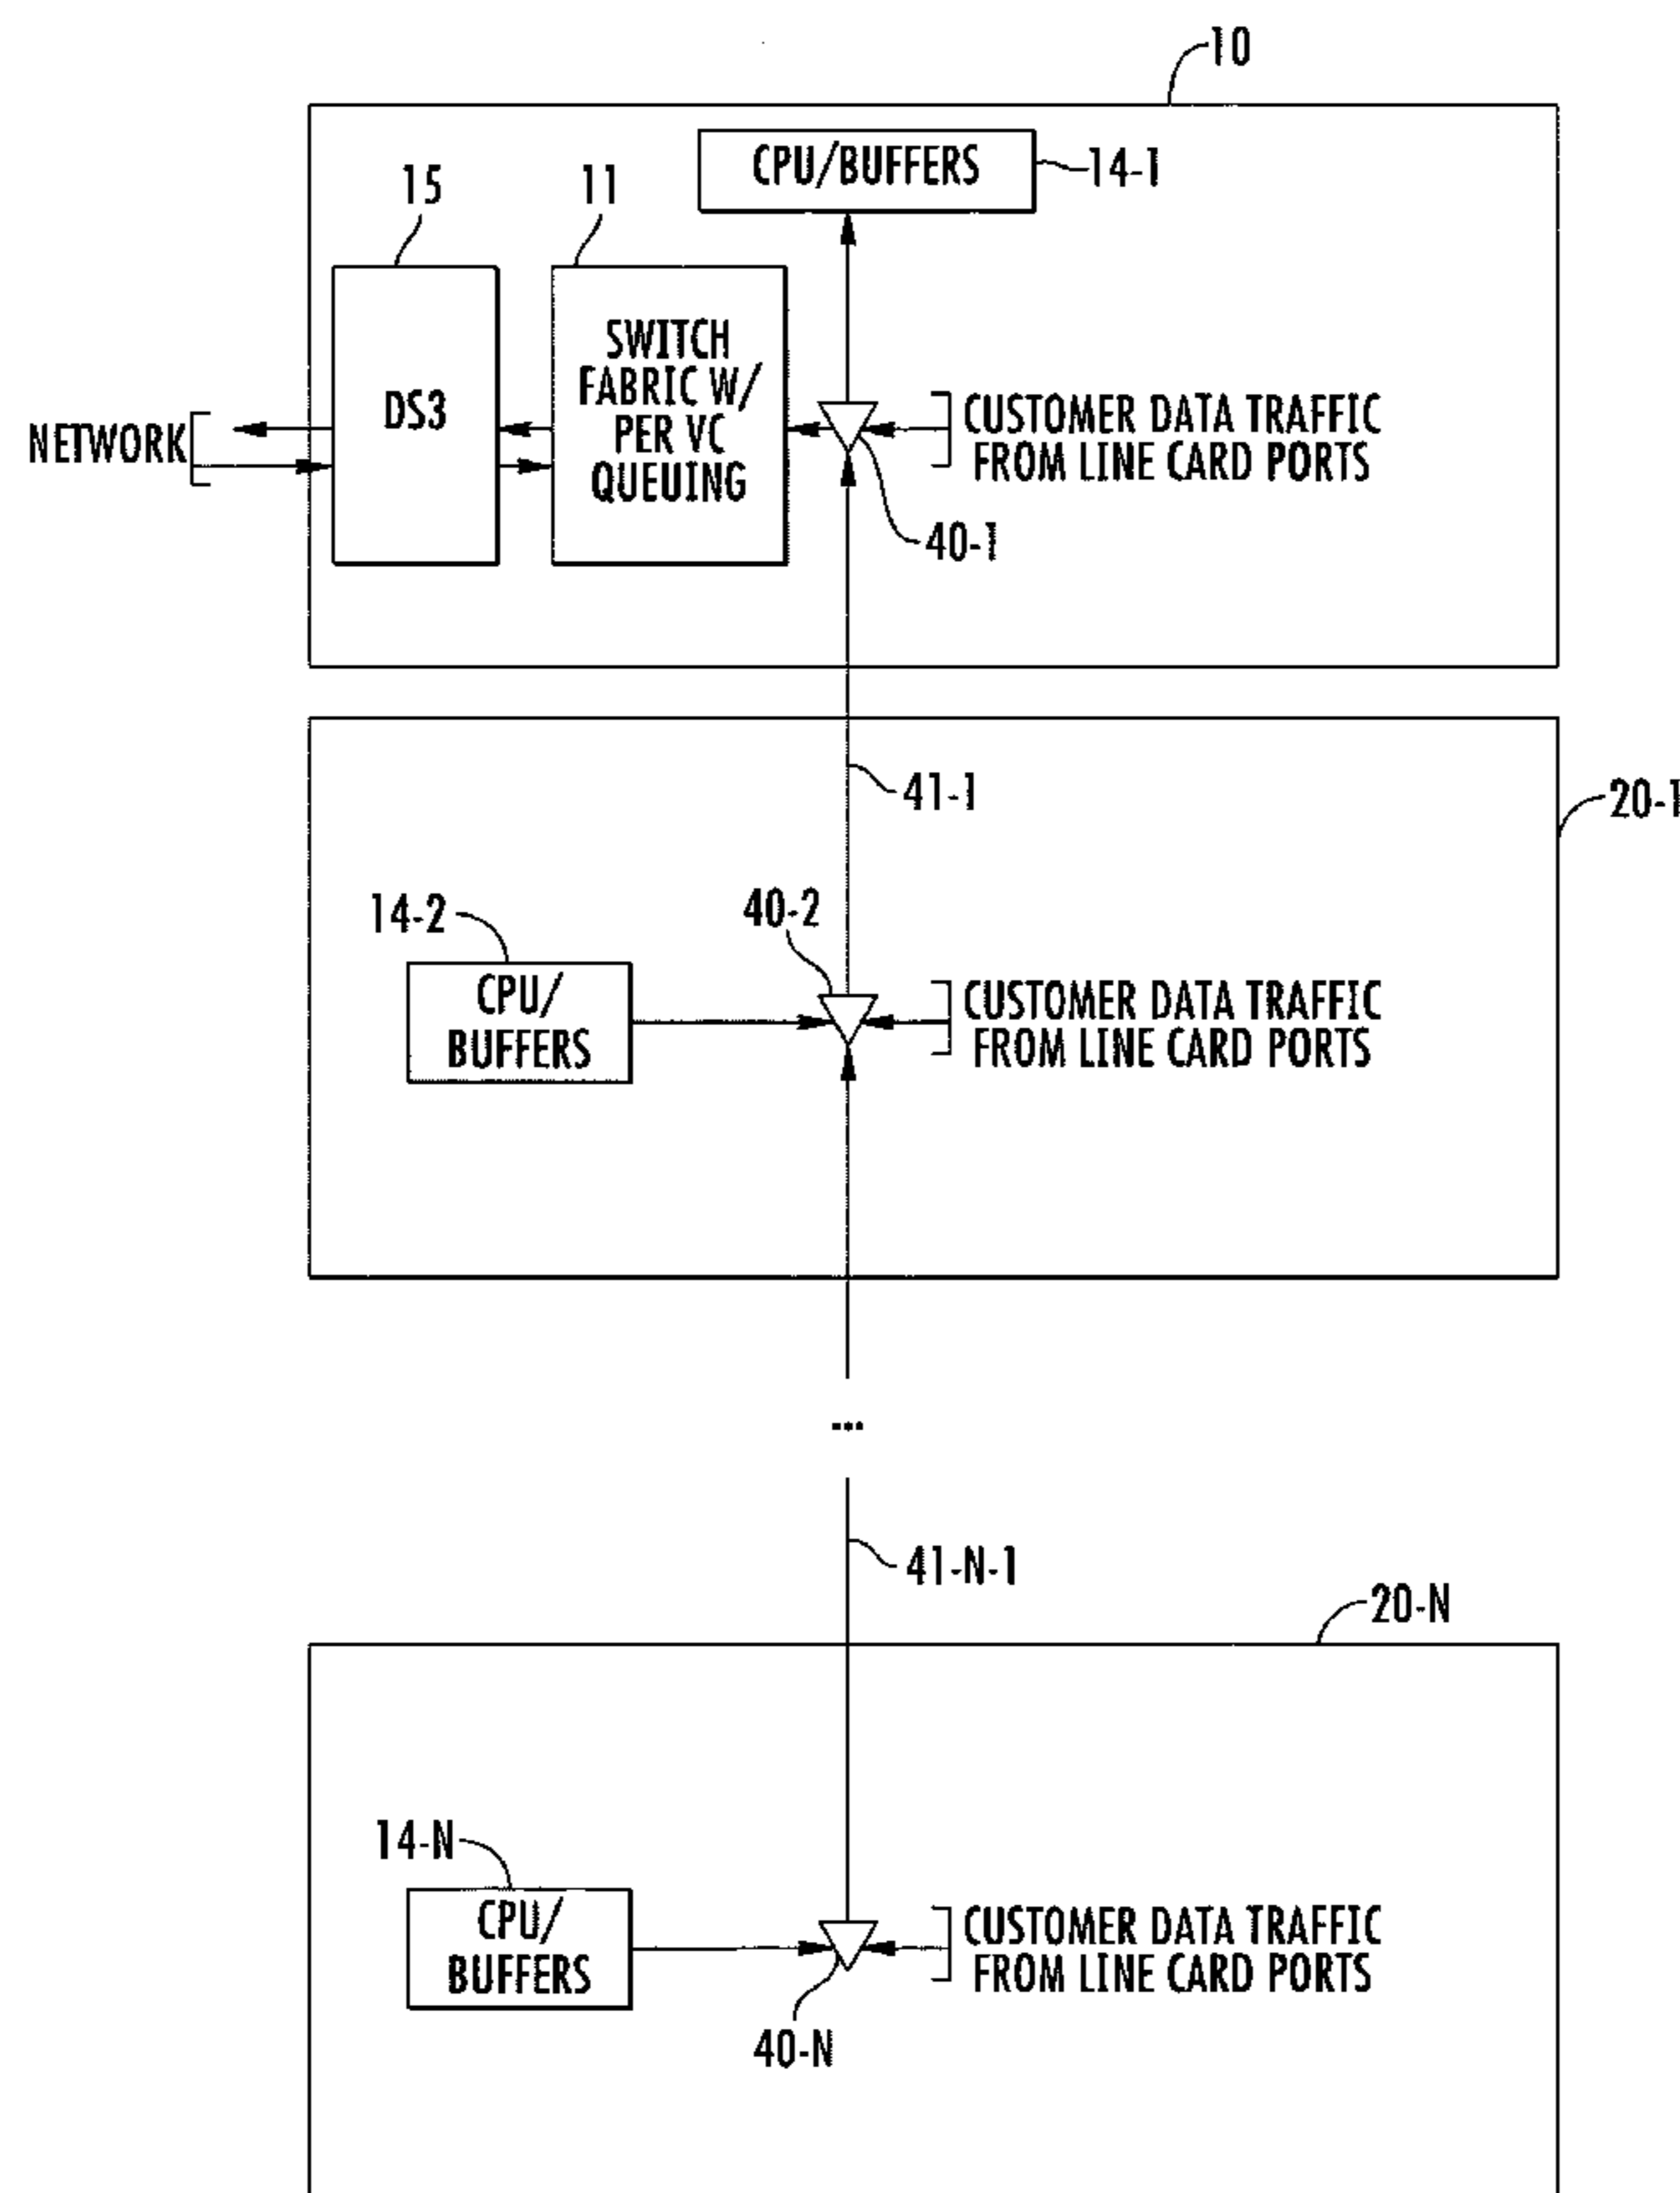 10
CPU/BUFFERS
14-1
15
11
DS3
SWITCH
FABRIC W/
PER VC
QUEUING
NETWORK
CUSTOMER DATA TRAFFIC
FROM LINE CARD PORTS
40-1
41-1
20-1
14-2
40-2
CPU/
BUFFERS
CUSTOMER DATA TRAFFIC
FROM LINE CARD PORTS
...
41-N-1
20-N
14-N
CPU/
BUFFERS
CUSTOMER DATA TRAFFIC
FROM LINE CARD PORTS
40-N